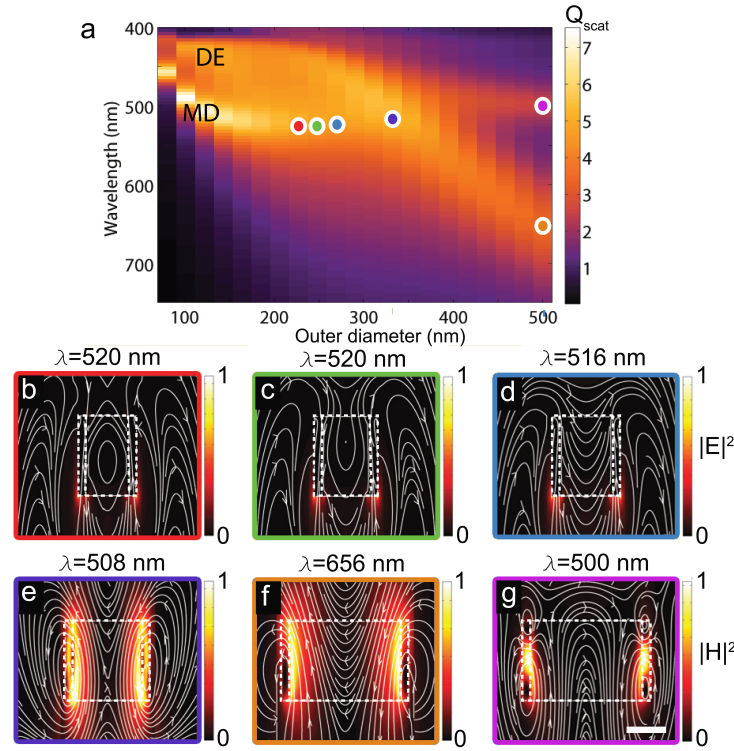 a
Q_scat
400
500
600
700
Wavelength (nm)
DE
MD
7
6
5
4
3
2
1
100
200
300
400
500
Outer diameter (nm)
λ=520 nm
λ=520 nm
λ=516 nm
b
c
d
1
0
1
0
1
0
|E|²
λ=508 nm
λ=656 nm
λ=500 nm
e
f
g
1
0
1
0
1
0
|H|²